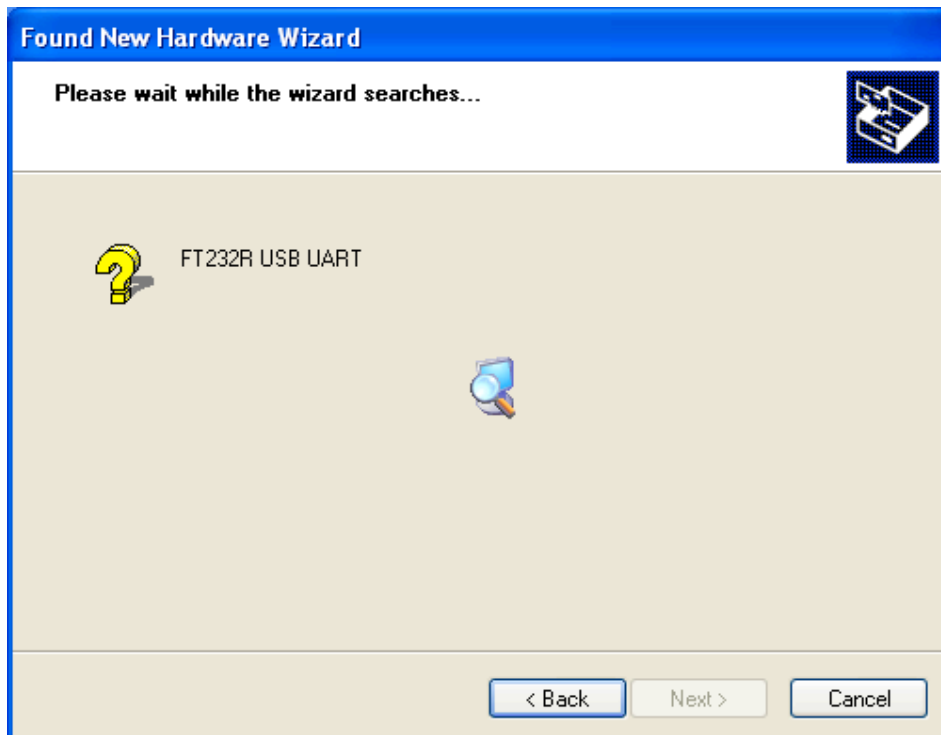 Found New Hardware Wizard
Please wait while the wizard searches...
FT232R USB UART
< Back Next > Cancel